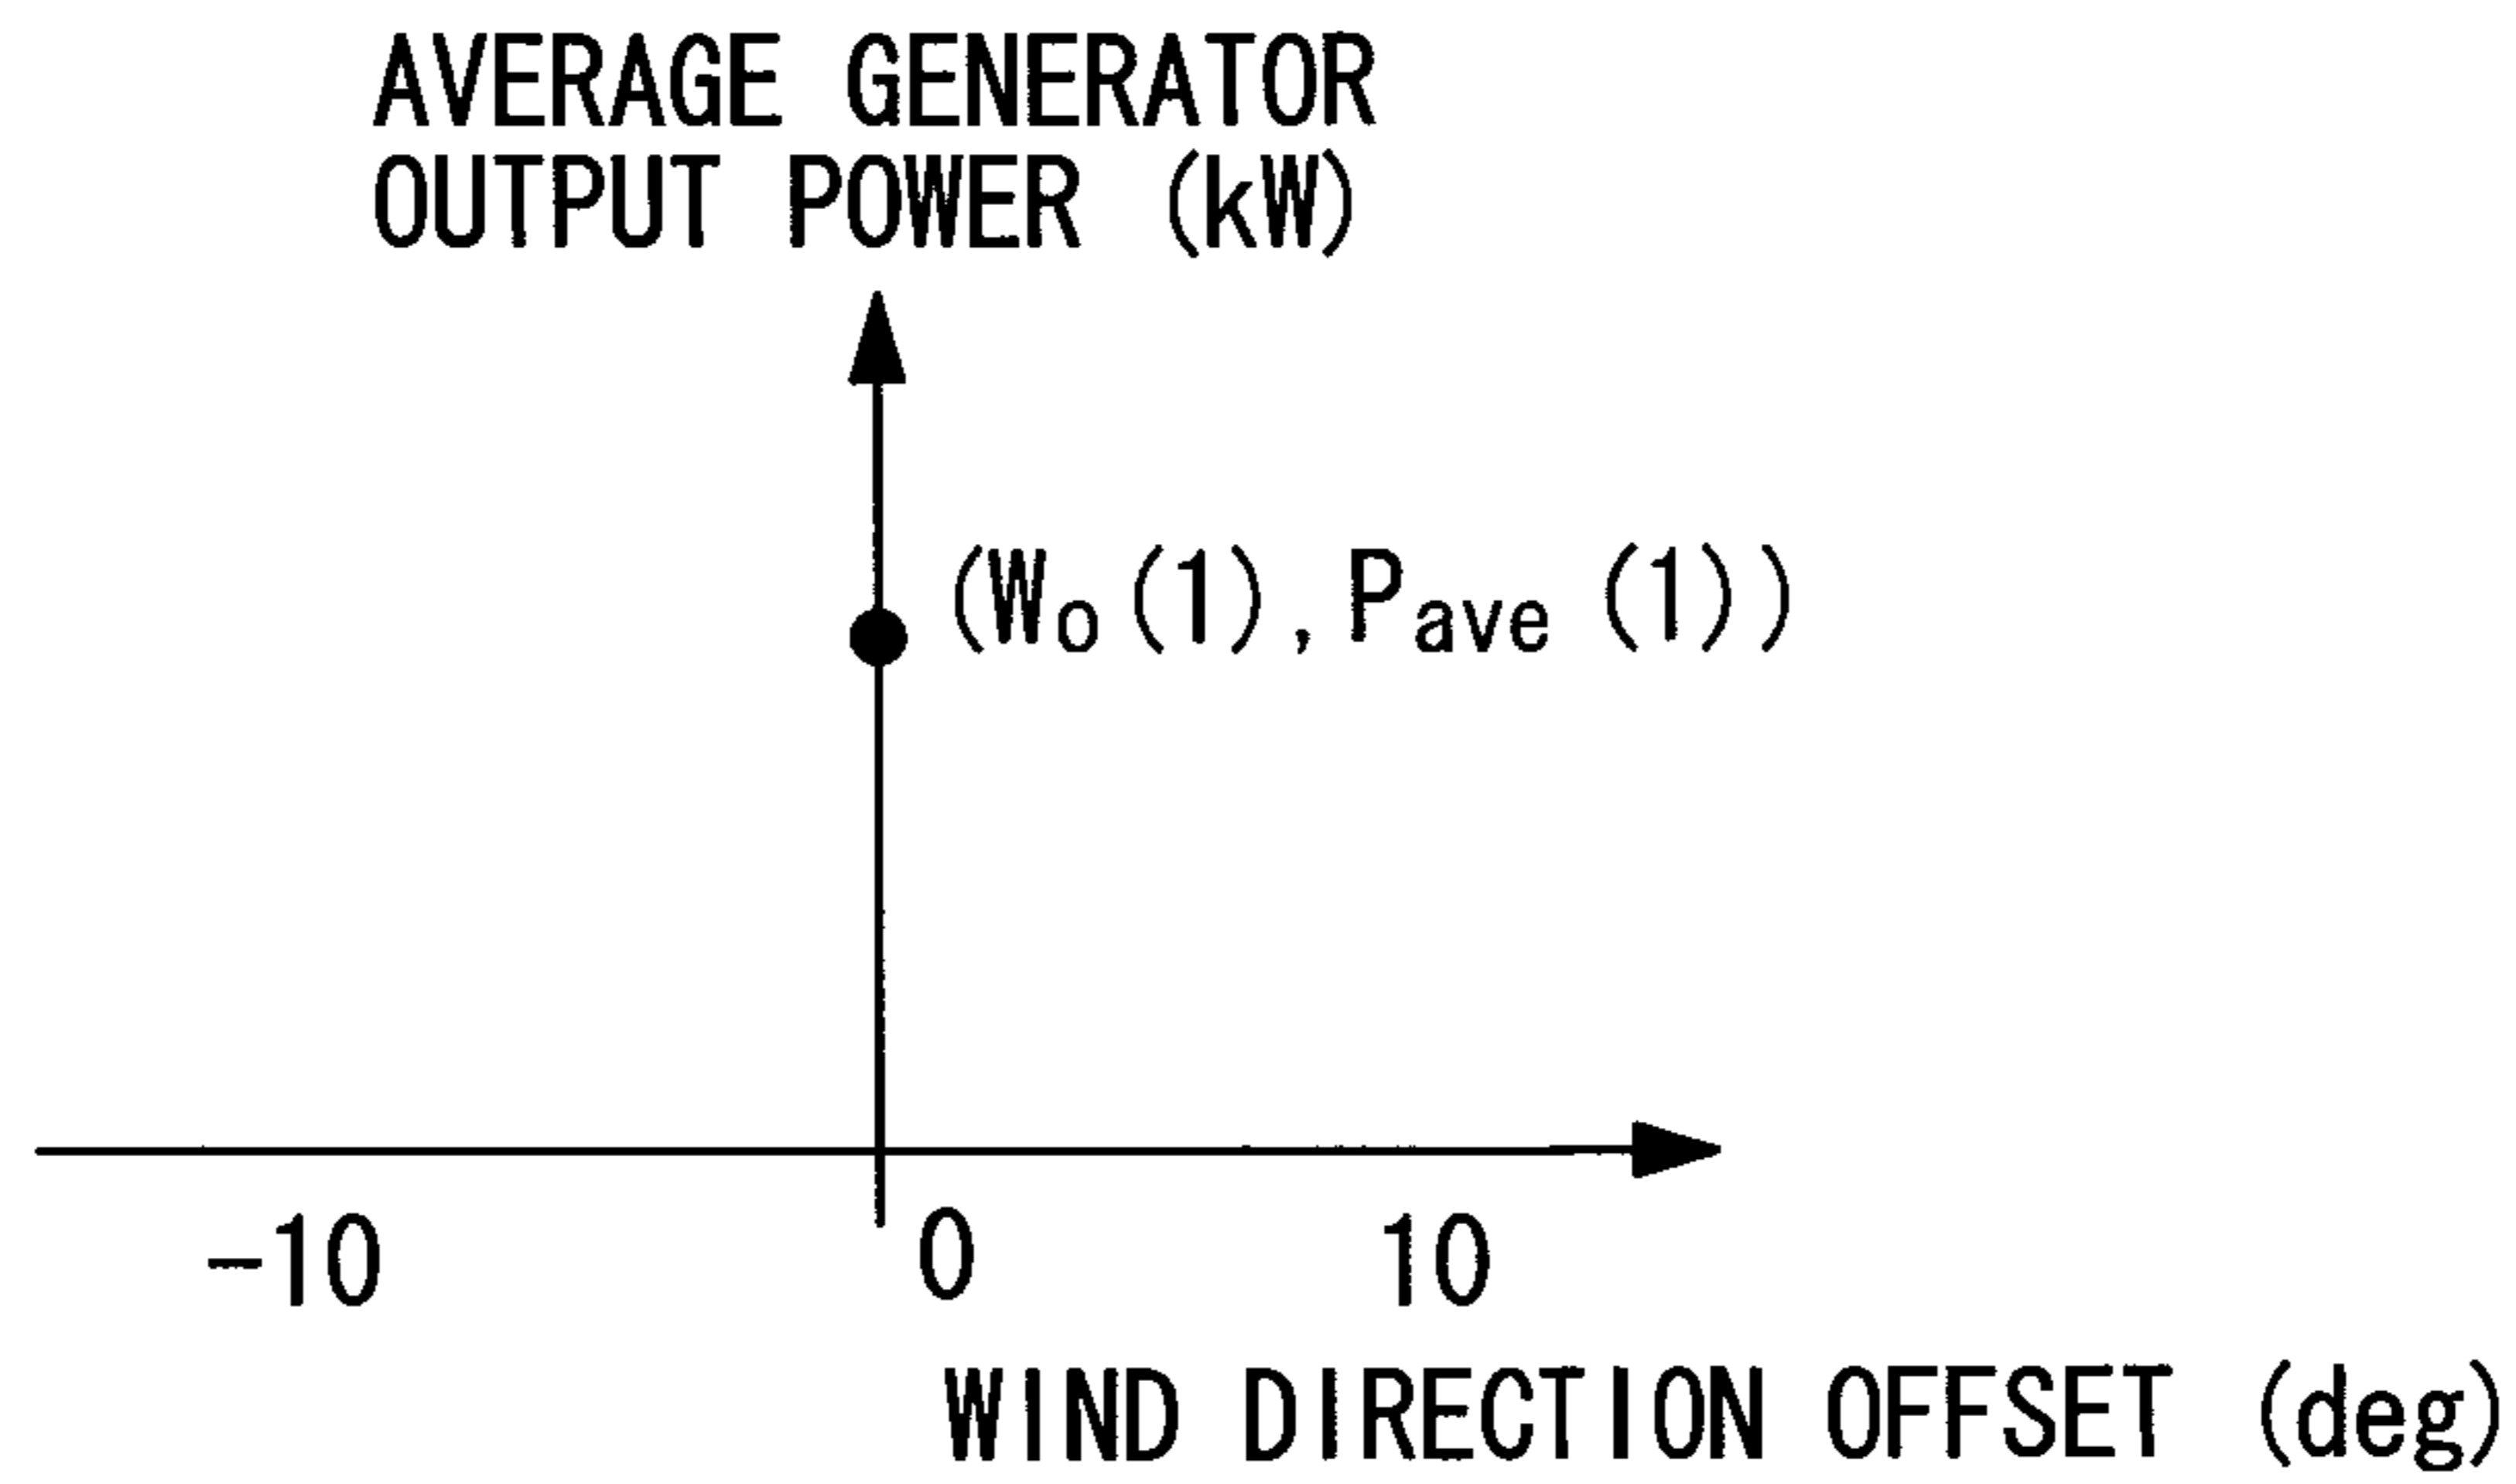 AVERAGE GENERATOR
OUTPUT POWER (kW)
(Wo(1),Pave(1))
-10 0 10
WIND DIRECTION OFFSET (deg)